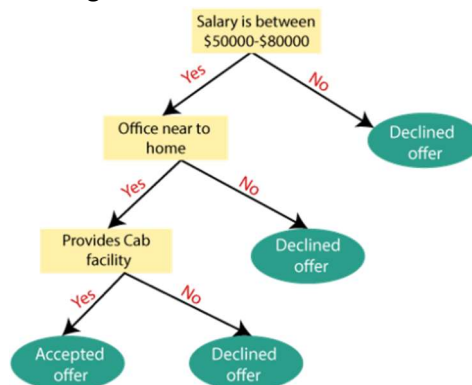 Salary is between
$50000-$80000
Yes
No
Office near to
home
Declined
offer
Yes
No
Provides Cab
facility
Declined
offer
Yes
No
Accepted
offer
Declined
offer